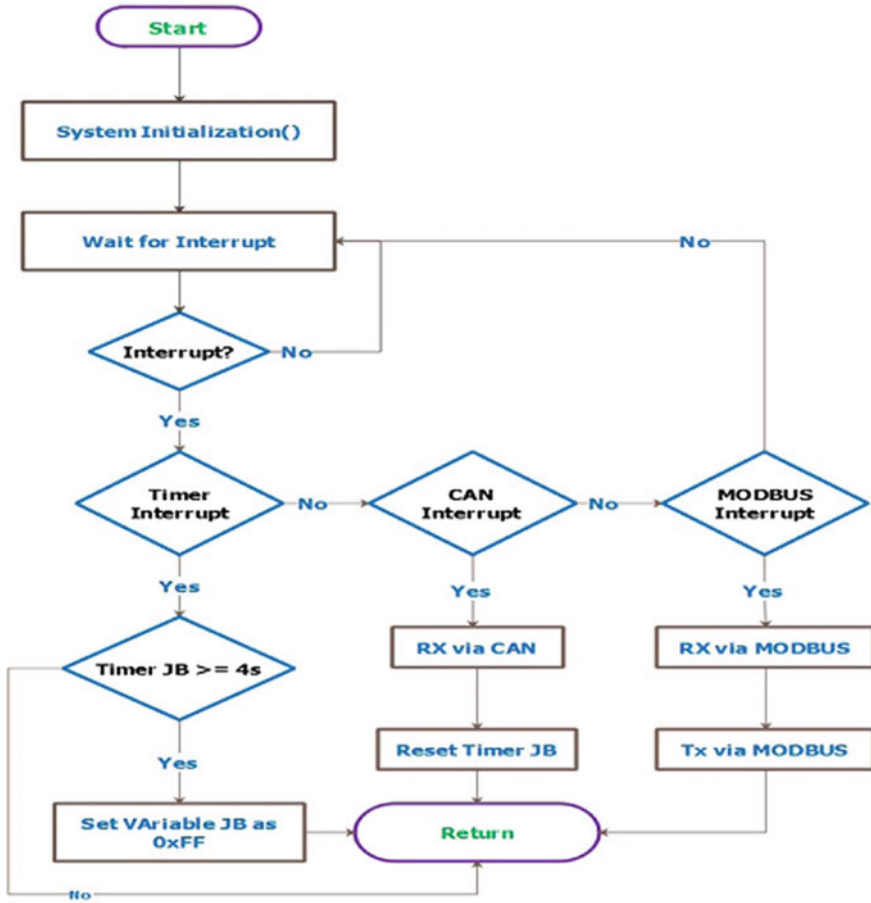 Start
System Initialization()
Wait for Interrupt
No
Interrupt?
No
Yes
Timer
Interrupt
No
CAN
Interrupt
No
MODBUS
Interrupt
Yes
Yes
Yes
Timer JB >= 4s
RX via CAN
RX via MODBUS
Yes
Reset Timer JB
Tx via MODBUS
Set VAriable JB as
0xFF
Return
No